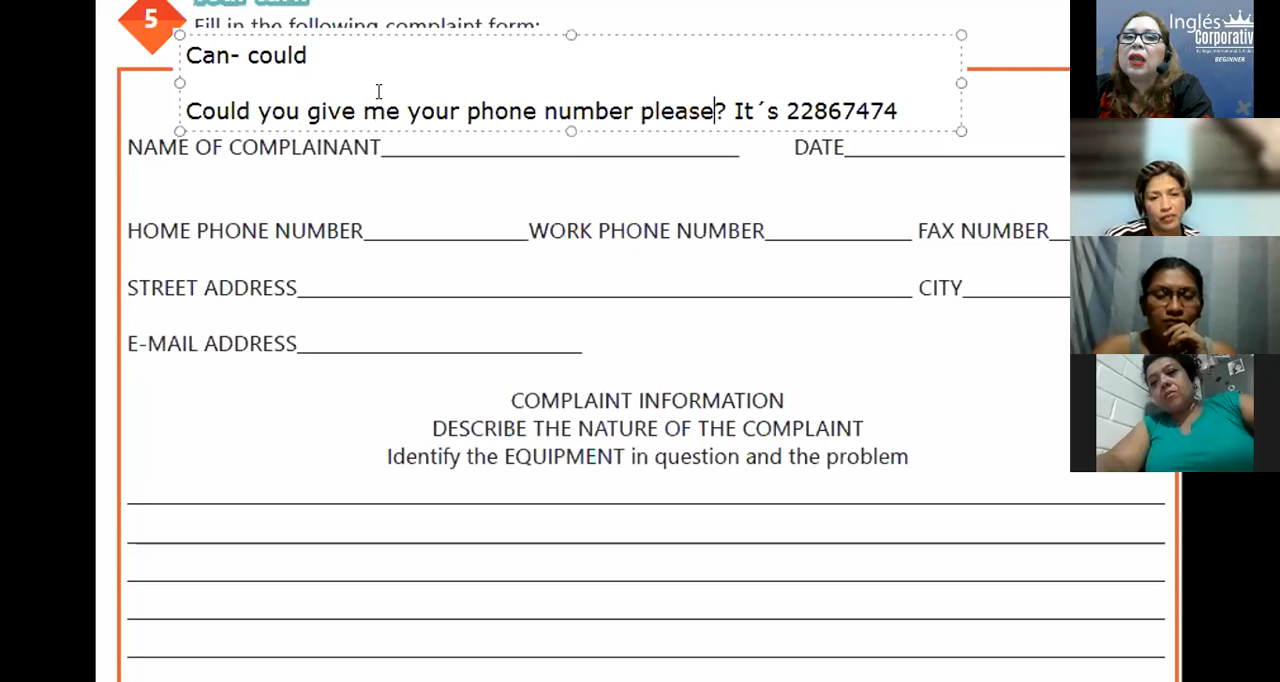 5
Fill in the following complaint form:
Can- could
Could you give me your phone number please? It´s 22867474
NAME OF COMPLAINANT DATE
HOME PHONE NUMBER WORK PHONE NUMBER FAX NUMBER
STREET ADDRESS CITY
E-MAIL ADDRESS
COMPLAINT INFORMATION
DESCRIBE THE NATURE OF THE COMPLAINT
Identify the EQUIPMENT in question and the problem
Inglés
Corporativ
BEGINNER